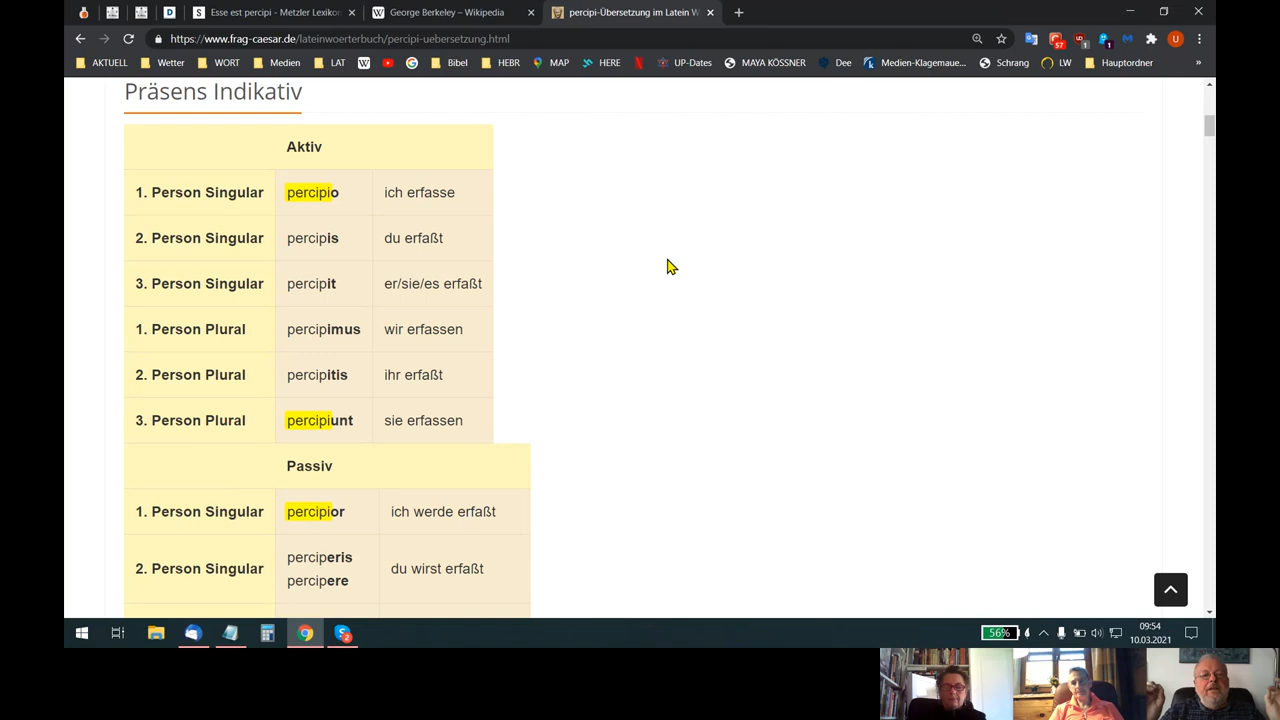 Esse est percipi - Metzler Lexikon
George Berkeley – Wikipedia
percipi-Übersetzung im Latein W
https://www.frag-caesar.de/lateinwoerterbuch/percipi-uebersetzung.html
57
1
1
U
AKTUELL
Wetter
WORT
Medien
LAT
Bibel
HEBR
MAP
HERE
UP-Dates
MAYA KÖSSNER
Dee
Medien-Klagemaue...
Schrang
LW
Hauptordner
»
Präsens Indikativ
Aktiv
1. Person Singular percipio ich erfasse
2. Person Singular percipis du erfaßt
3. Person Singular percipit er/sie/es erfaßt
1. Person Plural percipimus wir erfassen
2. Person Plural percipitis ihr erfaßt
3. Person Plural percipiunt sie erfassen
Passiv
1. Person Singular percipior ich werde erfaßt
2. Person Singular perciperis percipere du wirst erfaßt
56%
09:54
10.03.2021